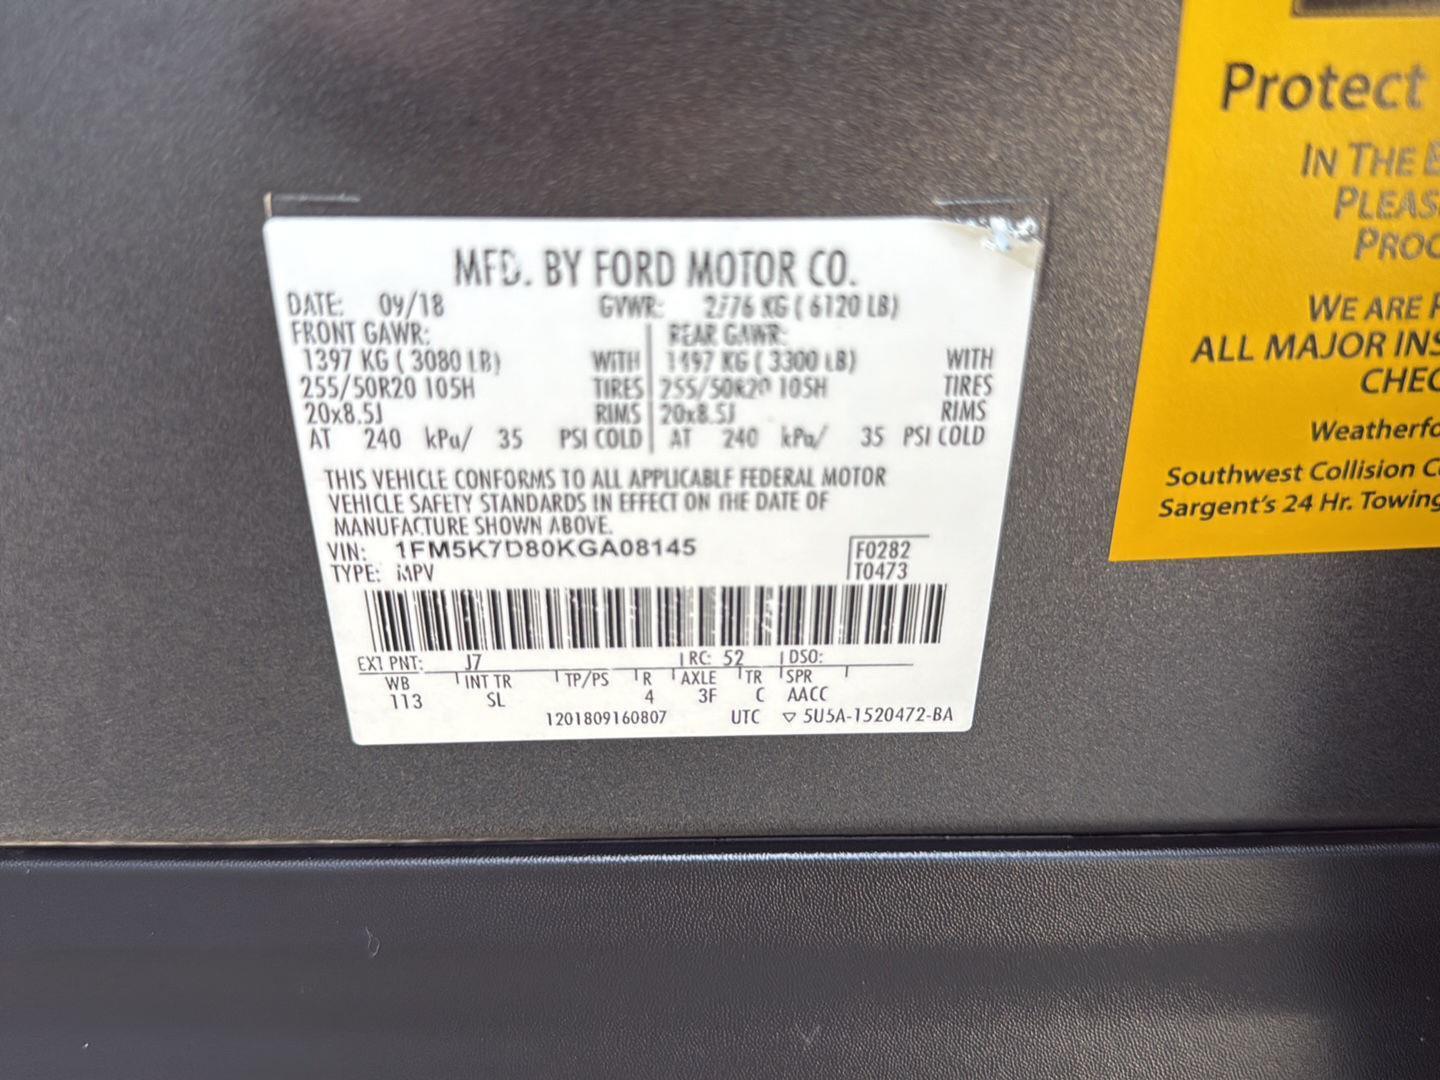 MFD. BY FORD MOTOR CO.
DATE: 09/18 GVWR: 2776 KG ( 6120 LB)
FRONT GAWR: REAR GAWR:
1397 KG ( 3080 LB) WITH 1497 KG ( 3300 LB) WITH
255/50R20 105H TIRES 255/50R20 105H TIRES
20x8.5J RIMS 20x8.5J RIMS
AT 240 kPa/ 35 PSI COLD AT 240 kPa/ 35 PSI COLD
THIS VEHICLE CONFORMS TO ALL APPLICABLE FEDERAL MOTOR
VEHICLE SAFETY STANDARDS IN EFFECT ON THE DATE OF
MANUFACTURE SHOWN ABOVE.
VIN: 1FM5K7D80KGA08145 F0282
TYPE: MPV T0473
EXT PNT: J7 RC: 52 DSO:
WB INT TR TP/PS R AXLE TR SPR
113 SL 4 3F C AACC
1201809160807 UTC ▽ 5U5A-1520472-BA
Protect
IN THE E
PLEAS
PROC
WE ARE
ALL MAJOR INS
CHEC
Weatherfo
Southwest Collision C
Sargent's 24 Hr. Towing